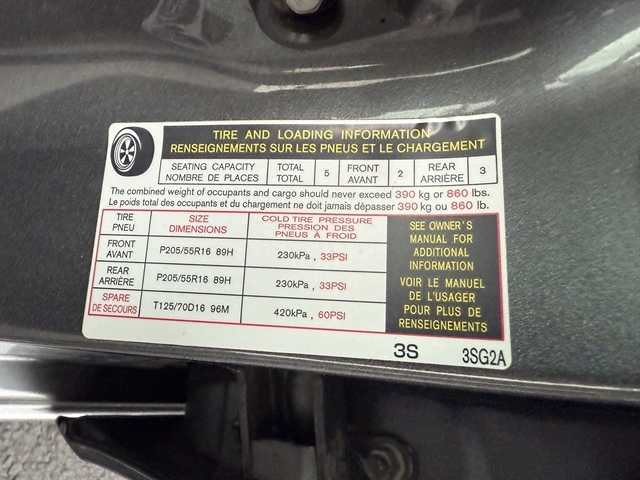 TIRE AND LOADING INFORMATION
RENSEIGNEMENTS SUR LES PNEUS ET LE CHARGEMENT
SEATING CAPACITY TOTAL 5 FRONT 2 REAR 3
NOMBRE DE PLACES TOTAL AVANT ARRIÈRE
The combined weight of occupants and cargo should never exceed 390 kg or 860 lbs.
Le poids total des occupants et du chargement ne doit jamais dépasser 390 kg ou 860 lb.
TIRE
PNEU
SIZE
DIMENSIONS
COLD TIRE PRESSURE
PRESSION DES
PNEUS À FROID
FRONT
AVANT
P205/55R16 89H
230kPa , 33PSI
REAR
ARRIÈRE
P205/55R16 89H
230kPa , 33PSI
SPARE
DE SECOURS
T125/70D16 96M
420kPa , 60PSI
SEE OWNER'S
MANUAL FOR
ADDITIONAL
INFORMATION
VOIR LE MANUEL
DE L'USAGER
POUR PLUS DE
RENSEIGNEMENTS
3S 3SG2A